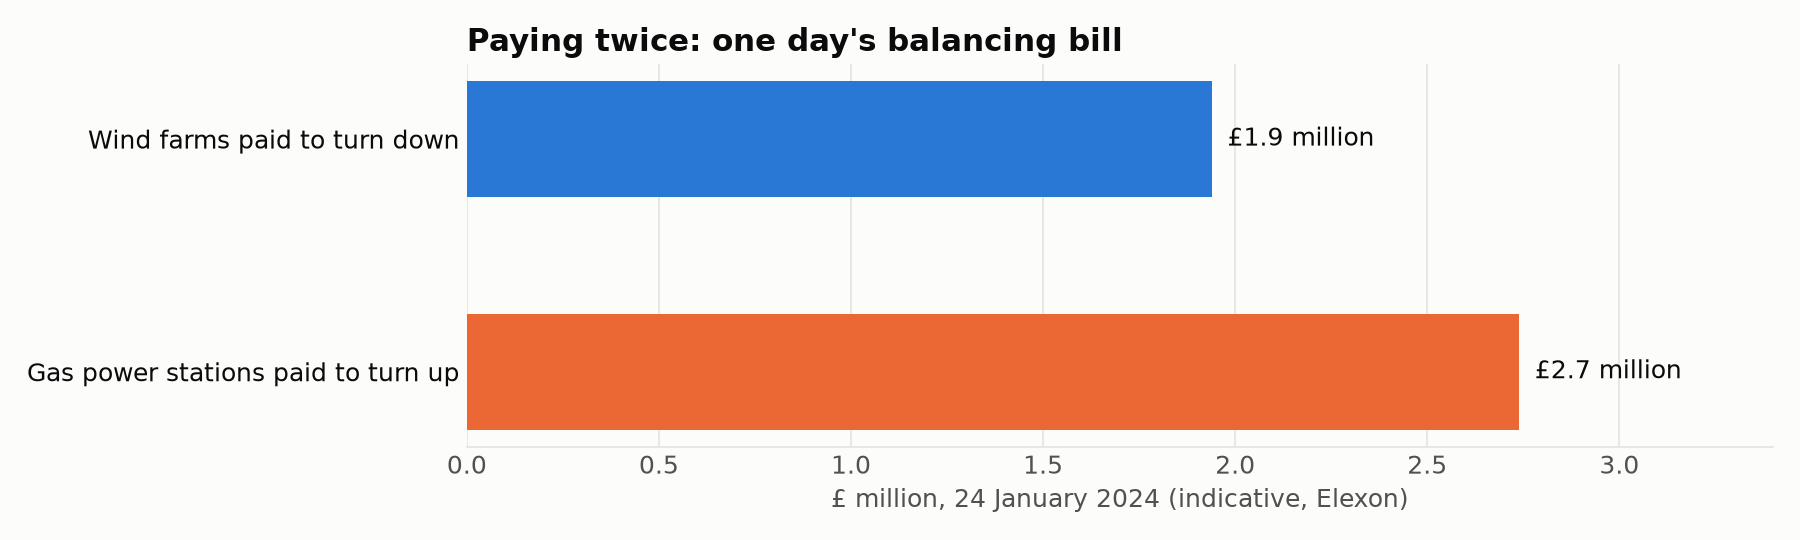 Paying twice: one day's balancing bill
Wind farms paid to turn down
£1.9 million
Gas power stations paid to turn up
£2.7 million
0.0 0.5 1.0 1.5 2.0 2.5 3.0
£ million, 24 January 2024 (indicative, Elexon)